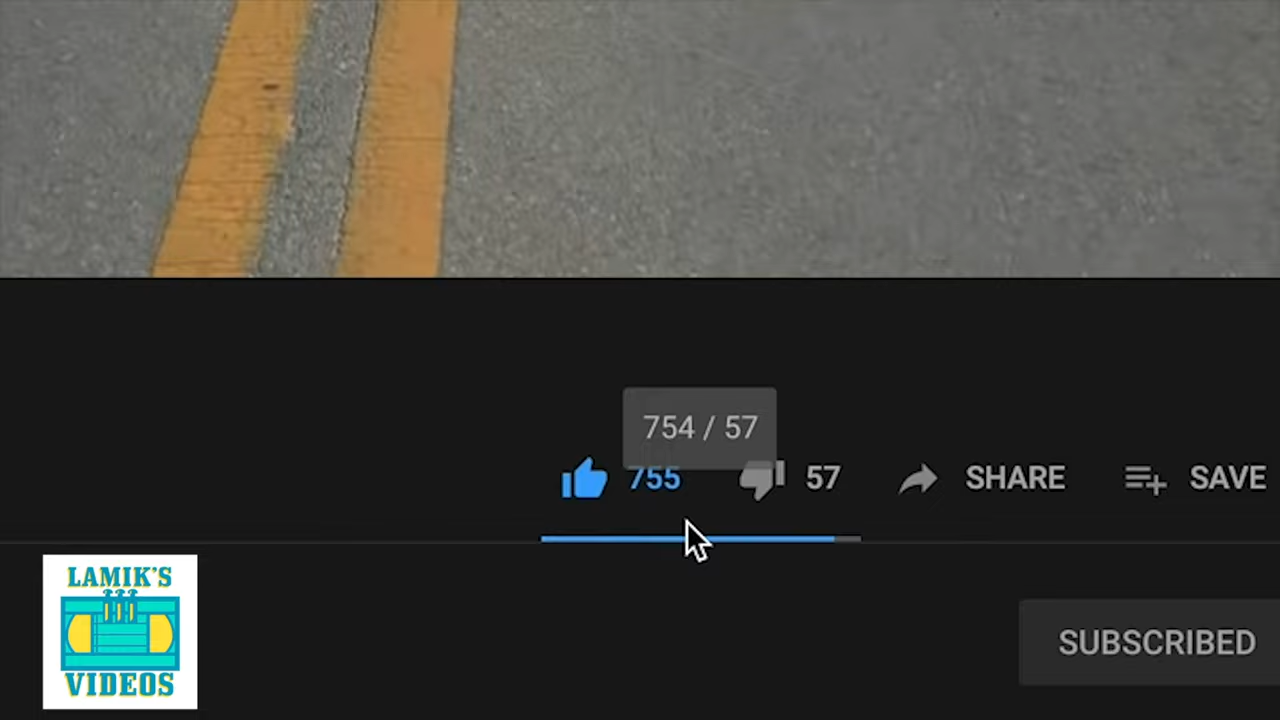 754 / 57
755
57
SHARE
SAVE
LAMIK'S
???
VIDEOS
SUBSCRIBED